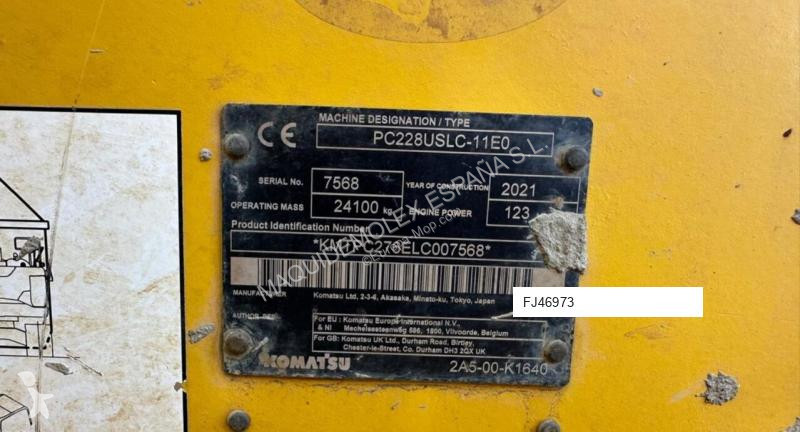 CE MACHINE DESIGNATION / TYPE
PC228USLC-11E0
SERIAL No. 7568 YEAR OF CONSTRUCTION 2021
OPERATING MASS 24100 kg ENGINE POWER 123
Product Identification Number
LC007568*
MANUFACTURER Komatsu Ltd, 2-3-6, Akasaka, Minato-ku, Tokyo, Japan
FJ46973
For EU : Komatsu Europe International N.V.,
& NI Mechelsesteenweg 586, 1800, Vilvoorde, Belgium
For GB: Komatsu UK Ltd., Durham Road, Birtley,
Chester-le-Street, Co. Durham DH3 2QX UK
KOMATSU 2A5-00-K1640
MAQUIDEMOLEX ESPAÑA S.L.